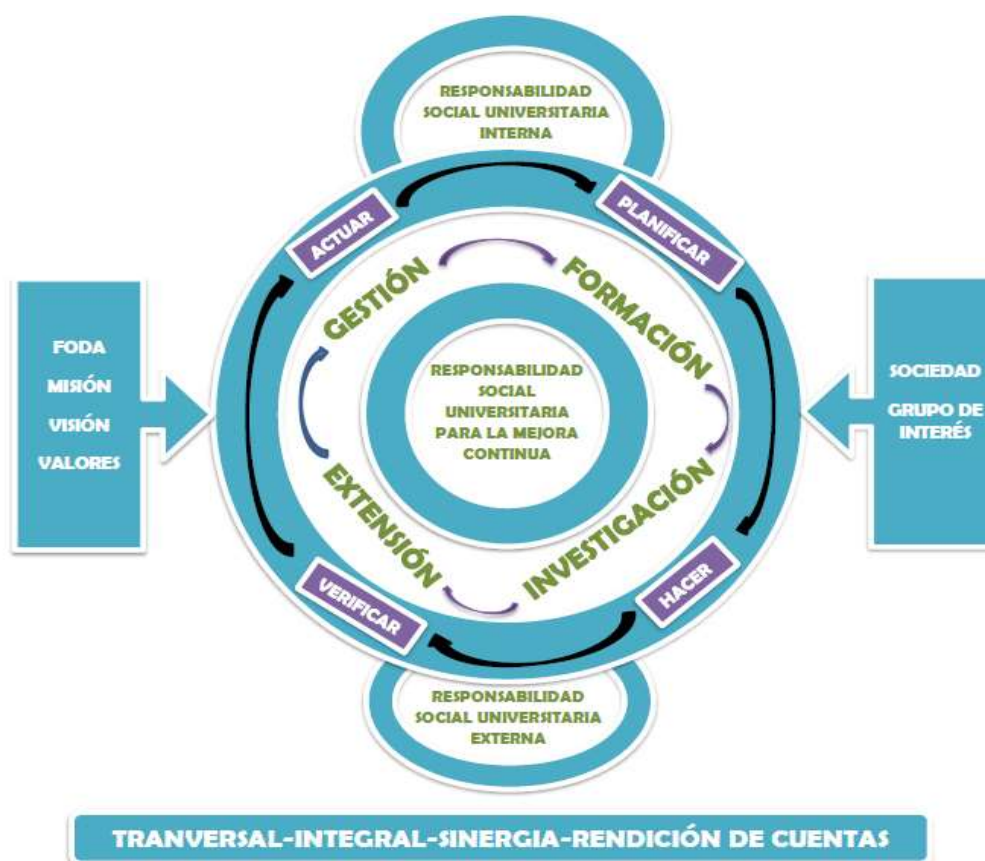 RESPONSABILIDAD
SOCIAL UNIVERSITARIA
INTERNA
ACTUAR
PLANIFICAR
GESTIÓN
FORMACIÓN
FODA
MISIÓN
VISIÓN
VALORES
RESPONSABILIDAD
SOCIAL
UNIVERSITARIA
PARA LA MEJORA
CONTINUA
SOCIEDAD
GRUPO DE
INTERÉS
EXTENSIÓN
INVESTIGACIÓN
VERIFICAR
HACER
RESPONSABILIDAD
SOCIAL UNIVERSITARIA
EXTERNA
TRANVERSAL-INTEGRAL-SINERGIA-RENDICIÓN DE CUENTAS